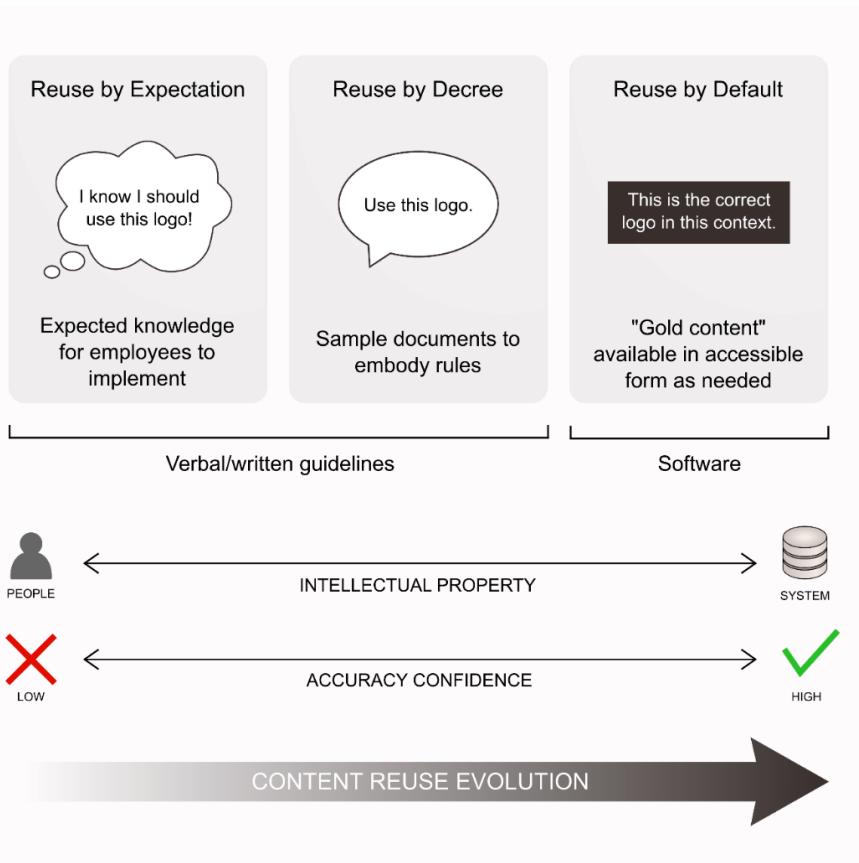 Reuse by Expectation
I know I should
use this logo!
Expected knowledge
for employees to
implement
Reuse by Decree
Use this logo.
Sample documents to
embody rules
Reuse by Default
This is the correct
logo in this context.
"Gold content"
available in accessible
form as needed
Verbal/written guidelines
Software
PEOPLE
INTELLECTUAL PROPERTY
SYSTEM
LOW
ACCURACY CONFIDENCE
HIGH
CONTENT REUSE EVOLUTION